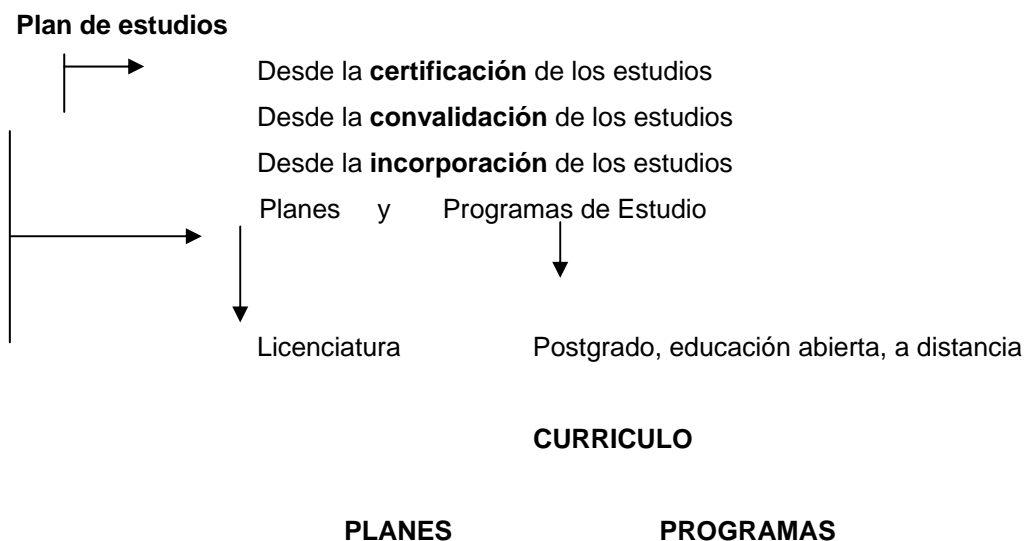 Plan de estudios
Desde la certificación de los estudios
Desde la convalidación de los estudios
Desde la incorporación de los estudios
Planes y Programas de Estudio
Licenciatura Postgrado, educación abierta, a distancia
CURRICULO
PLANES PROGRAMAS